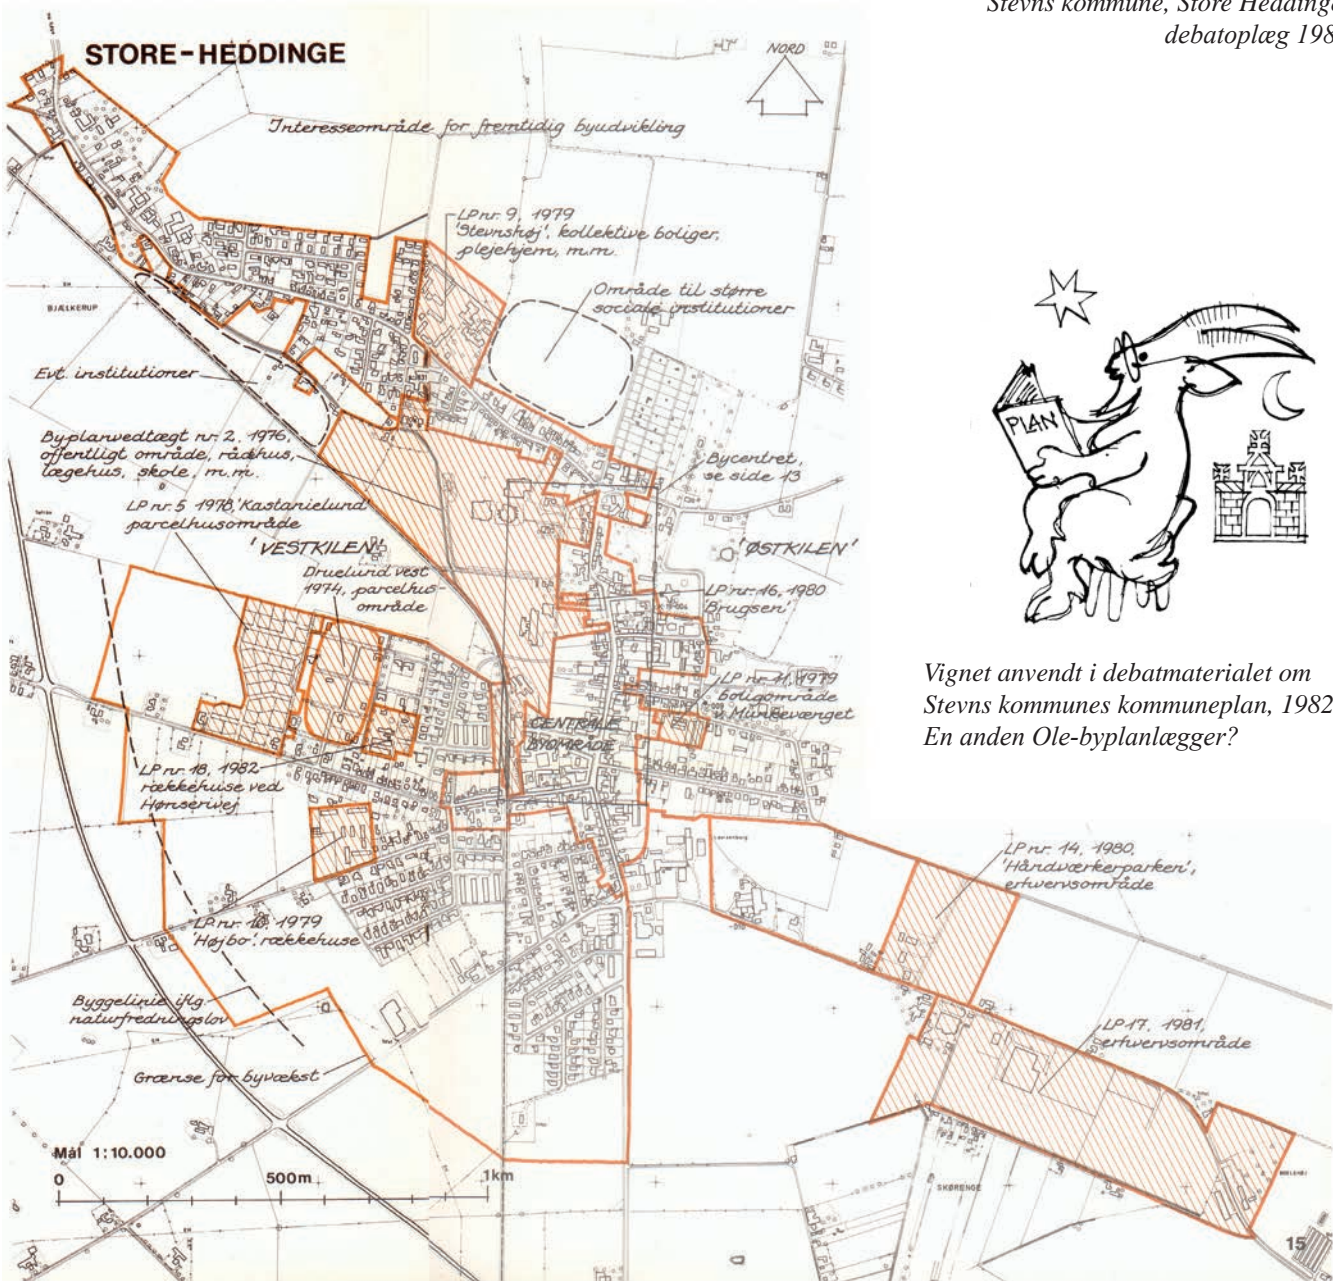 Stevns kommune, Store Heddinge
debatoplæg 198
STORE-HEDDINGE
NORD
Interesseområde for fremtidig byudvikling
LP nr. 9, 1979
'Stevnshøj', kollektive boliger,
plejehjem, m.m.
Område til større
sociale institutioner
BJÆLKERUP
Evt. institutioner
Byplanvedtægt nr. 2, 1976,
offentligt område, rådhus,
lægehus, skole, m.m.
Bycentret,
se side 13
LP nr. 5 1978, 'Kastanielund'
parcelhusområde
'VESTKILEN'
'ØSTKILEN'
Druelund vest
1974, parcelhus-
område
LP nr. 16, 1980
'Brugsen'
LP nr. 11, 1979
boligområde
v. Munkevænget
CENTRALE
BYOMRÅDE
LP nr. 18, 1982
rækkehuse ved
Hønserivej
LP nr. 10, 1979
'Højbo', rækkehuse
LP nr. 14, 1980,
'Håndværkerparken',
erhvervsområde
Byggelinie iflg.
naturfredningslov
LP 17, 1981,
erhvervsområde
Grænse for byvækst
Mål 1:10.000
0 500m 1km
SKØRENGE
15
PLAN
Vignet anvendt i debatmaterialet om
Stevns kommunes kommuneplan, 1982
En anden Ole-byplanlægger?